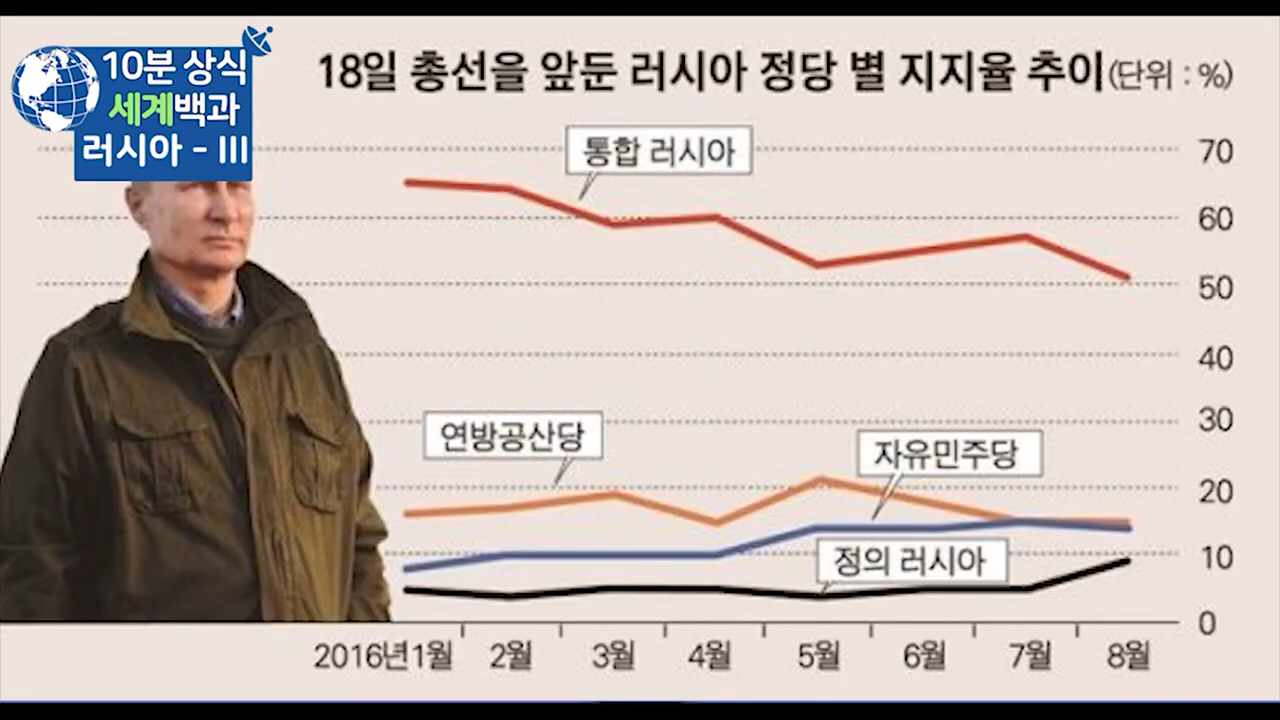 10분 상식
세계백과
러시아 - III
18일 총선을 앞둔 러시아 정당 별 지지율 추이(단위 : %)
통합 러시아
70
60
50
40
연방공산당
30
자유민주당
20
정의 러시아
10
0
2016년1월 2월 3월 4월 5월 6월 7월 8월